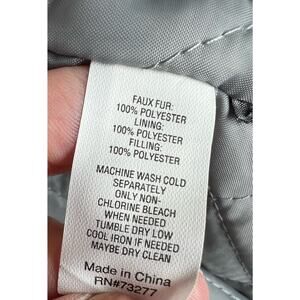 FAUX FUR:
100% POLYESTER
LINING:
100% POLYESTER
FILLING:
100% POLYESTER
MACHINE WASH COLD
SEPARATELY
ONLY NON-
CHLORINE BLEACH
WHEN NEEDED
TUMBLE DRY LOW
COOL IRON IF NEEDED
MAYBE DRY CLEAN
Made in China
RN#73277